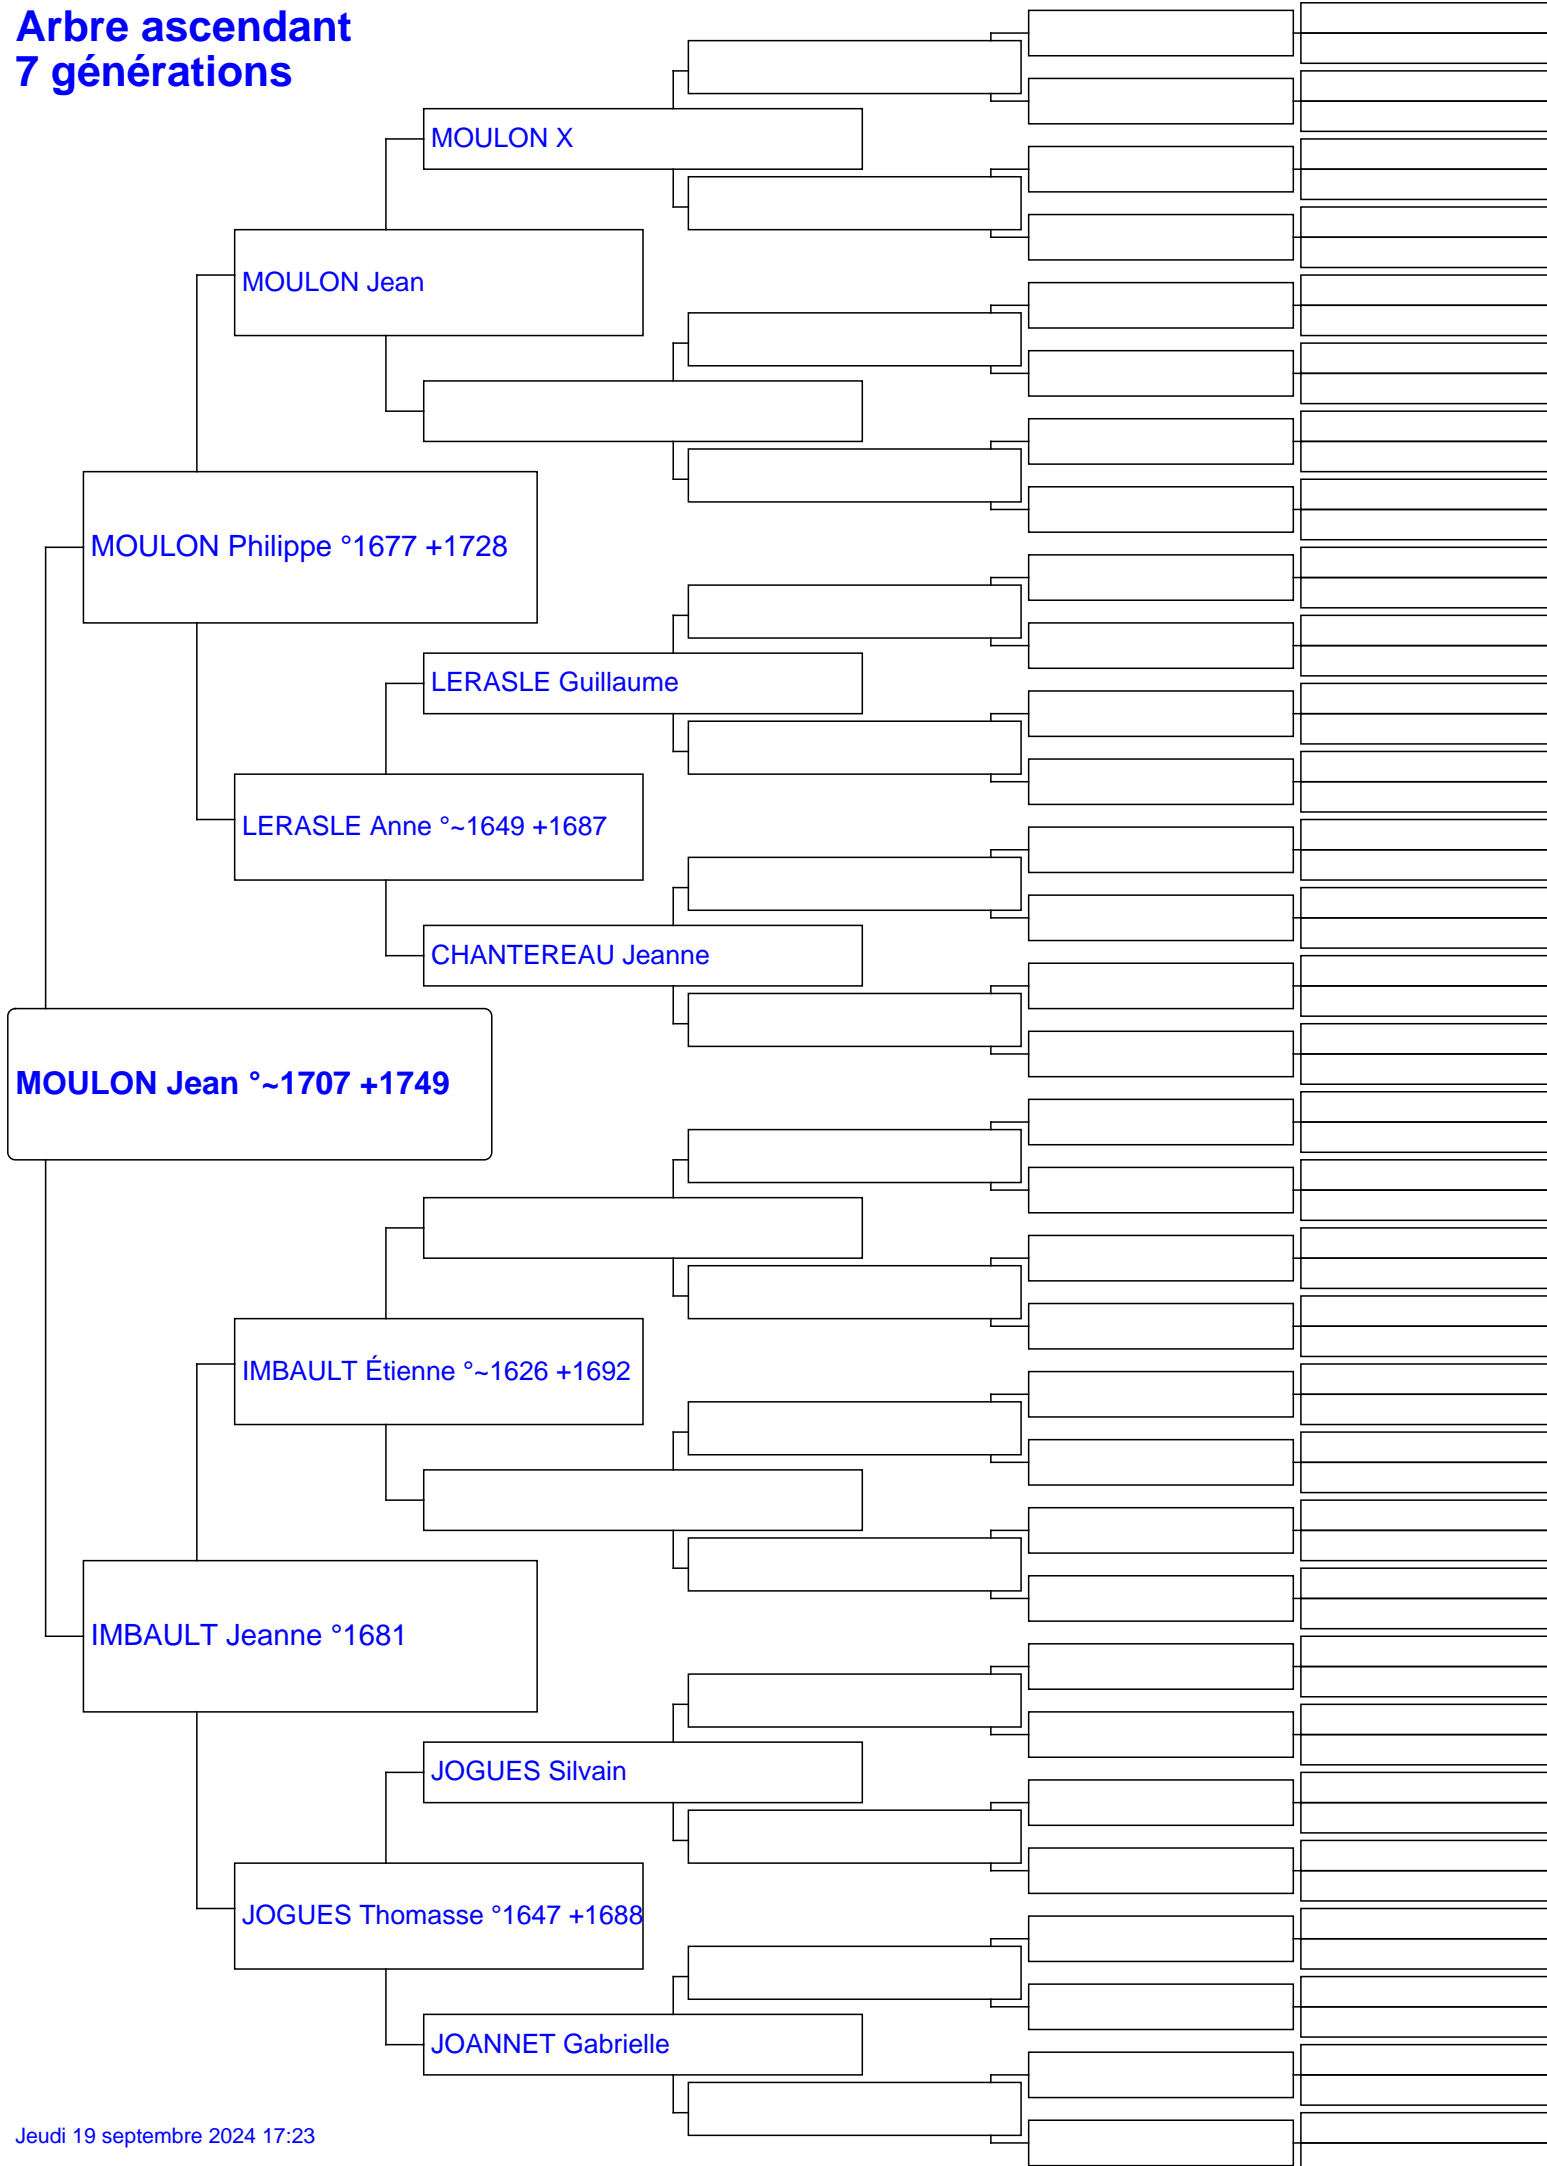 Arbre ascendant
7 générations
MOULON X
MOULON Jean
MOULON Philippe °1677 +1728
LERASLE Guillaume
LERASLE Anne °~1649 +1687
CHANTEREAU Jeanne
MOULON Jean °~1707 +1749
IMBAULT Étienne °~1626 +1692
IMBAULT Jeanne °1681
JOGUES Silvain
JOGUES Thomasse °1647 +1688
JOANNET Gabrielle
Jeudi 19 septembre 2024 17:23